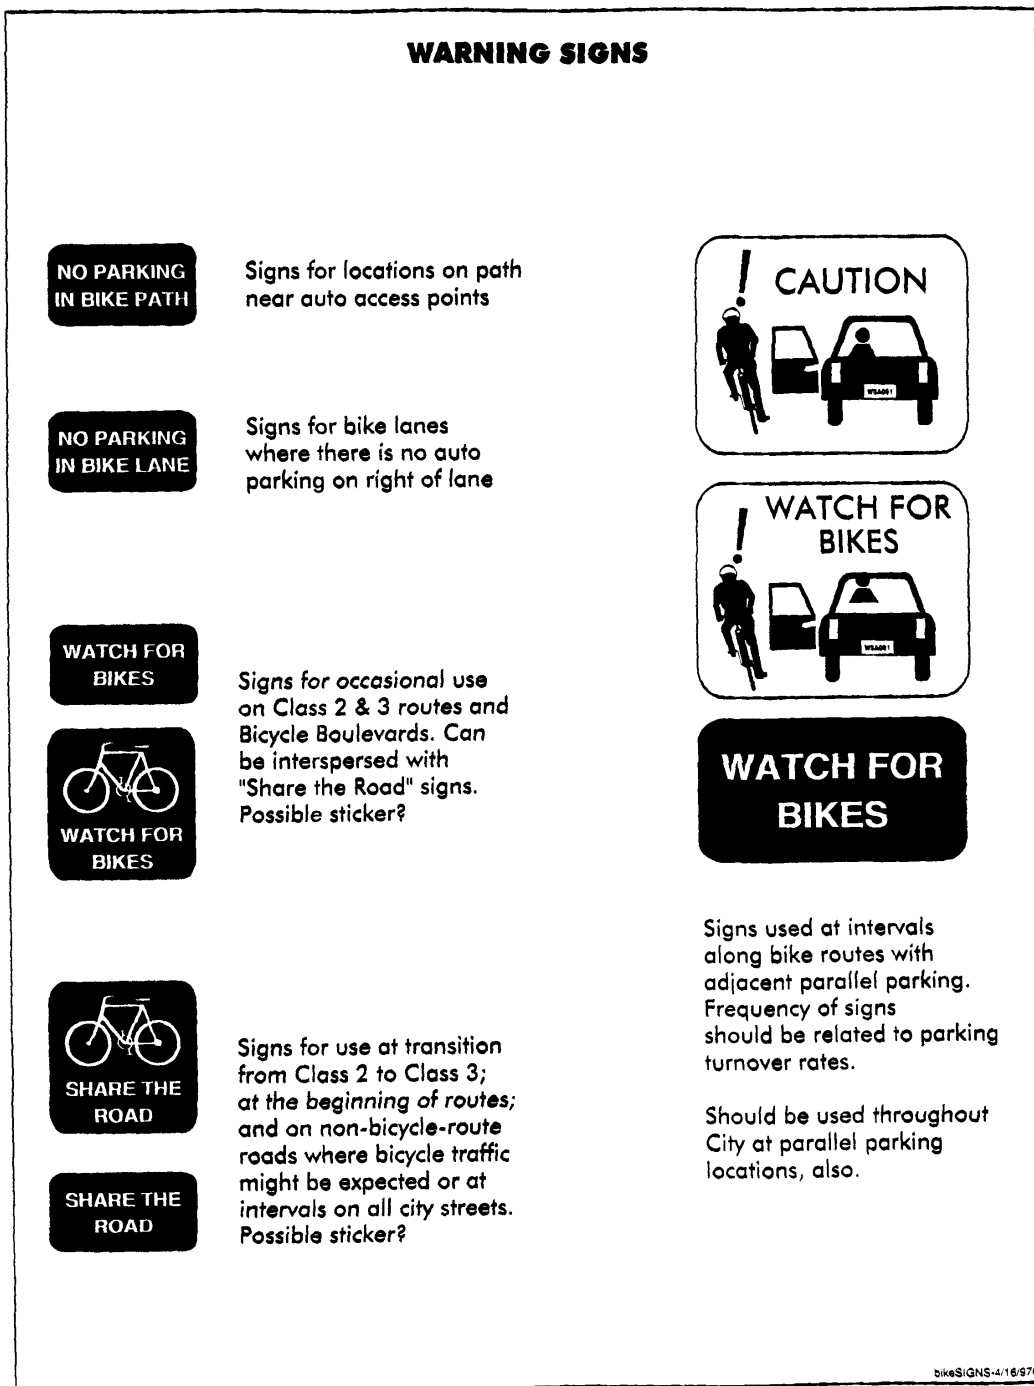 WARNING SIGNS
NO PARKING
IN BIKE PATH
Signs for locations on path
near auto access points
NO PARKING
IN BIKE LANE
Signs for bike lanes
where there is no auto
parking on right of lane
WATCH FOR
BIKES
WATCH FOR
BIKES
Signs for occasional use
on Class 2 & 3 routes and
Bicycle Boulevards. Can
be interspersed with
"Share the Road" signs.
Possible sticker?
SHARE THE
ROAD
SHARE THE
ROAD
Signs for use at transition
from Class 2 to Class 3;
at the beginning of routes;
and on non-bicycle-route
roads where bicycle traffic
might be expected or at
intervals on all city streets.
Possible sticker?
CAUTION
WATCH FOR
BIKES
WATCH FOR
BIKES
Signs used at intervals
along bike routes with
adjacent parallel parking.
Frequency of signs
should be related to parking
turnover rates.
Should be used throughout
City at parallel parking
locations, also.